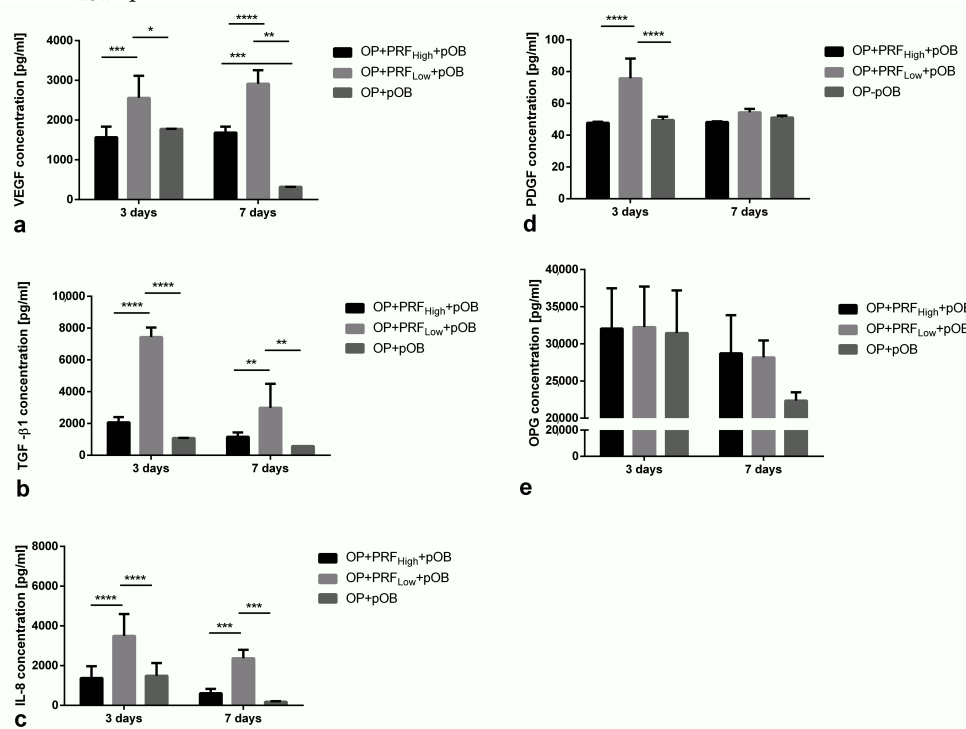 VEGF concentration [pg/ml]
4000
3000
2000
1000
0
*** * **** ** ***
3 days 7 days
OP+PRFHigh+pOB
OP+PRFLow+pOB
OP+pOB
a
PDGF concentration [pg/ml]
100
80
60
40
20
0
**** ****
3 days 7 days
OP+PRFHigh+pOB
OP+PRFLow+pOB
OP-pOB
d
TGF -β1 concentration [pg/ml]
10000
8000
6000
4000
2000
0
**** **** ** **
3 days 7 days
OP+PRFHigh+pOB
OP+PRFLow+pOB
OP+pOB
b
OPG concentration [pg/ml]
40000
35000
30000
25000
20000
20000
0
3 days 7 days
OP+PRFHigh+pOB
OP+PRFLow+pOB
OP+pOB
e
IL-8 concentration [pg/ml]
8000
6000
4000
2000
0
**** **** *** ***
3 days 7 days
OP+PRFHigh+pOB
OP+PRFLow+pOB
OP+pOB
c